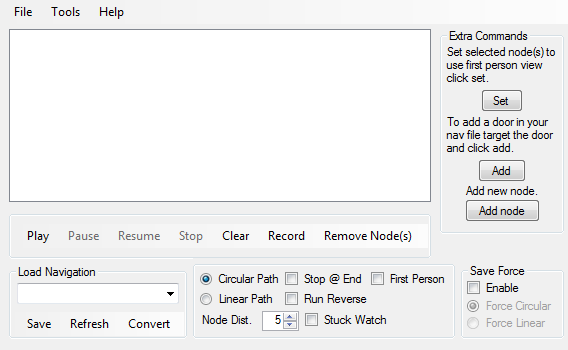 File Tools Help
Extra Commands
Set selected node(s) to
use first person view
click set.
Set
To add a door in your
nav file target the door
and click add.
Add
Add new node.
Add node
Play Pause Resume Stop Clear Record Remove Node(s)
Load Navigation
Save Refresh Convert
Circular Path Stop @ End First Person
Linear Path Run Reverse
Node Dist. 5 Stuck Watch
Save Force
Enable
Force Circular
Force Linear